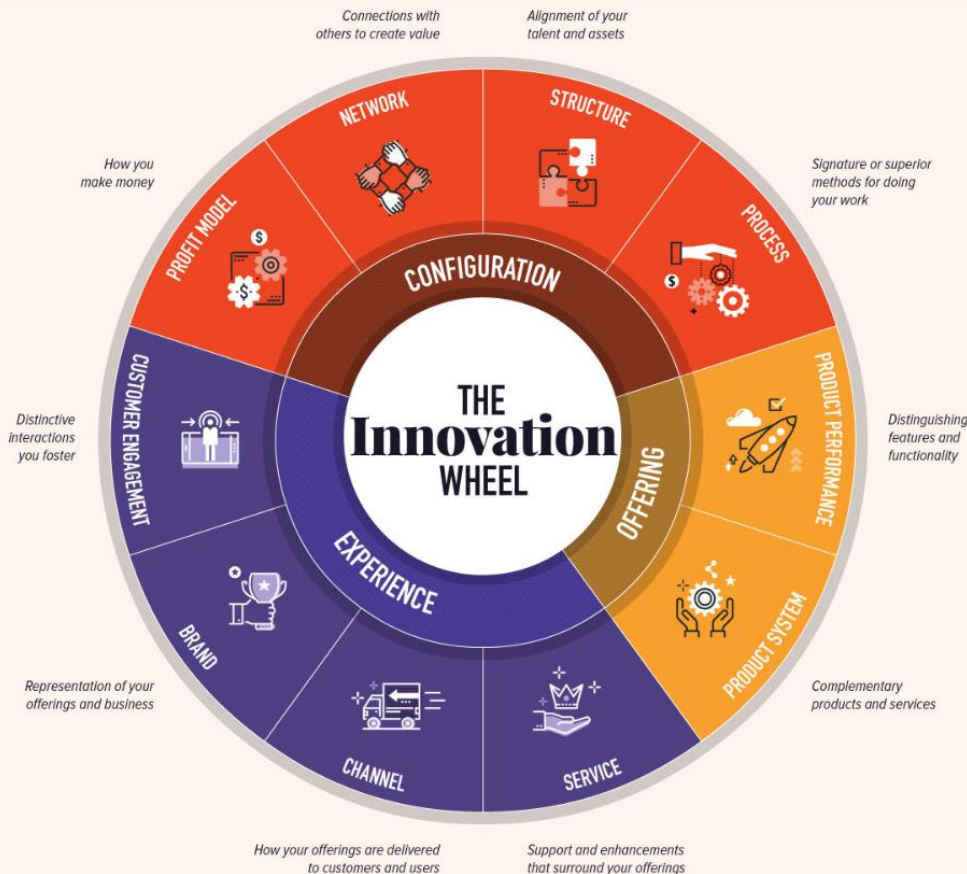 Connections with
others to create value
Alignment of your
talent and assets
NETWORK
STRUCTURE
How you
make money
Signature or superior
methods for doing
your work
PROFIT MODEL
PROCESS
$
$
$
CONFIGURATION
CUSTOMER ENGAGEMENT
PRODUCT PERFORMANCE
THE
Innovation
WHEEL
Distinctive
interactions
you foster
Distinguishing
features and
functionality
EXPERIENCE
OFFERING
BRAND
PRODUCT SYSTEM
Representation of your
offerings and business
Complementary
products and services
CHANNEL
SERVICE
How your offerings are delivered
to customers and users
Support and enhancements
that surround your offerings